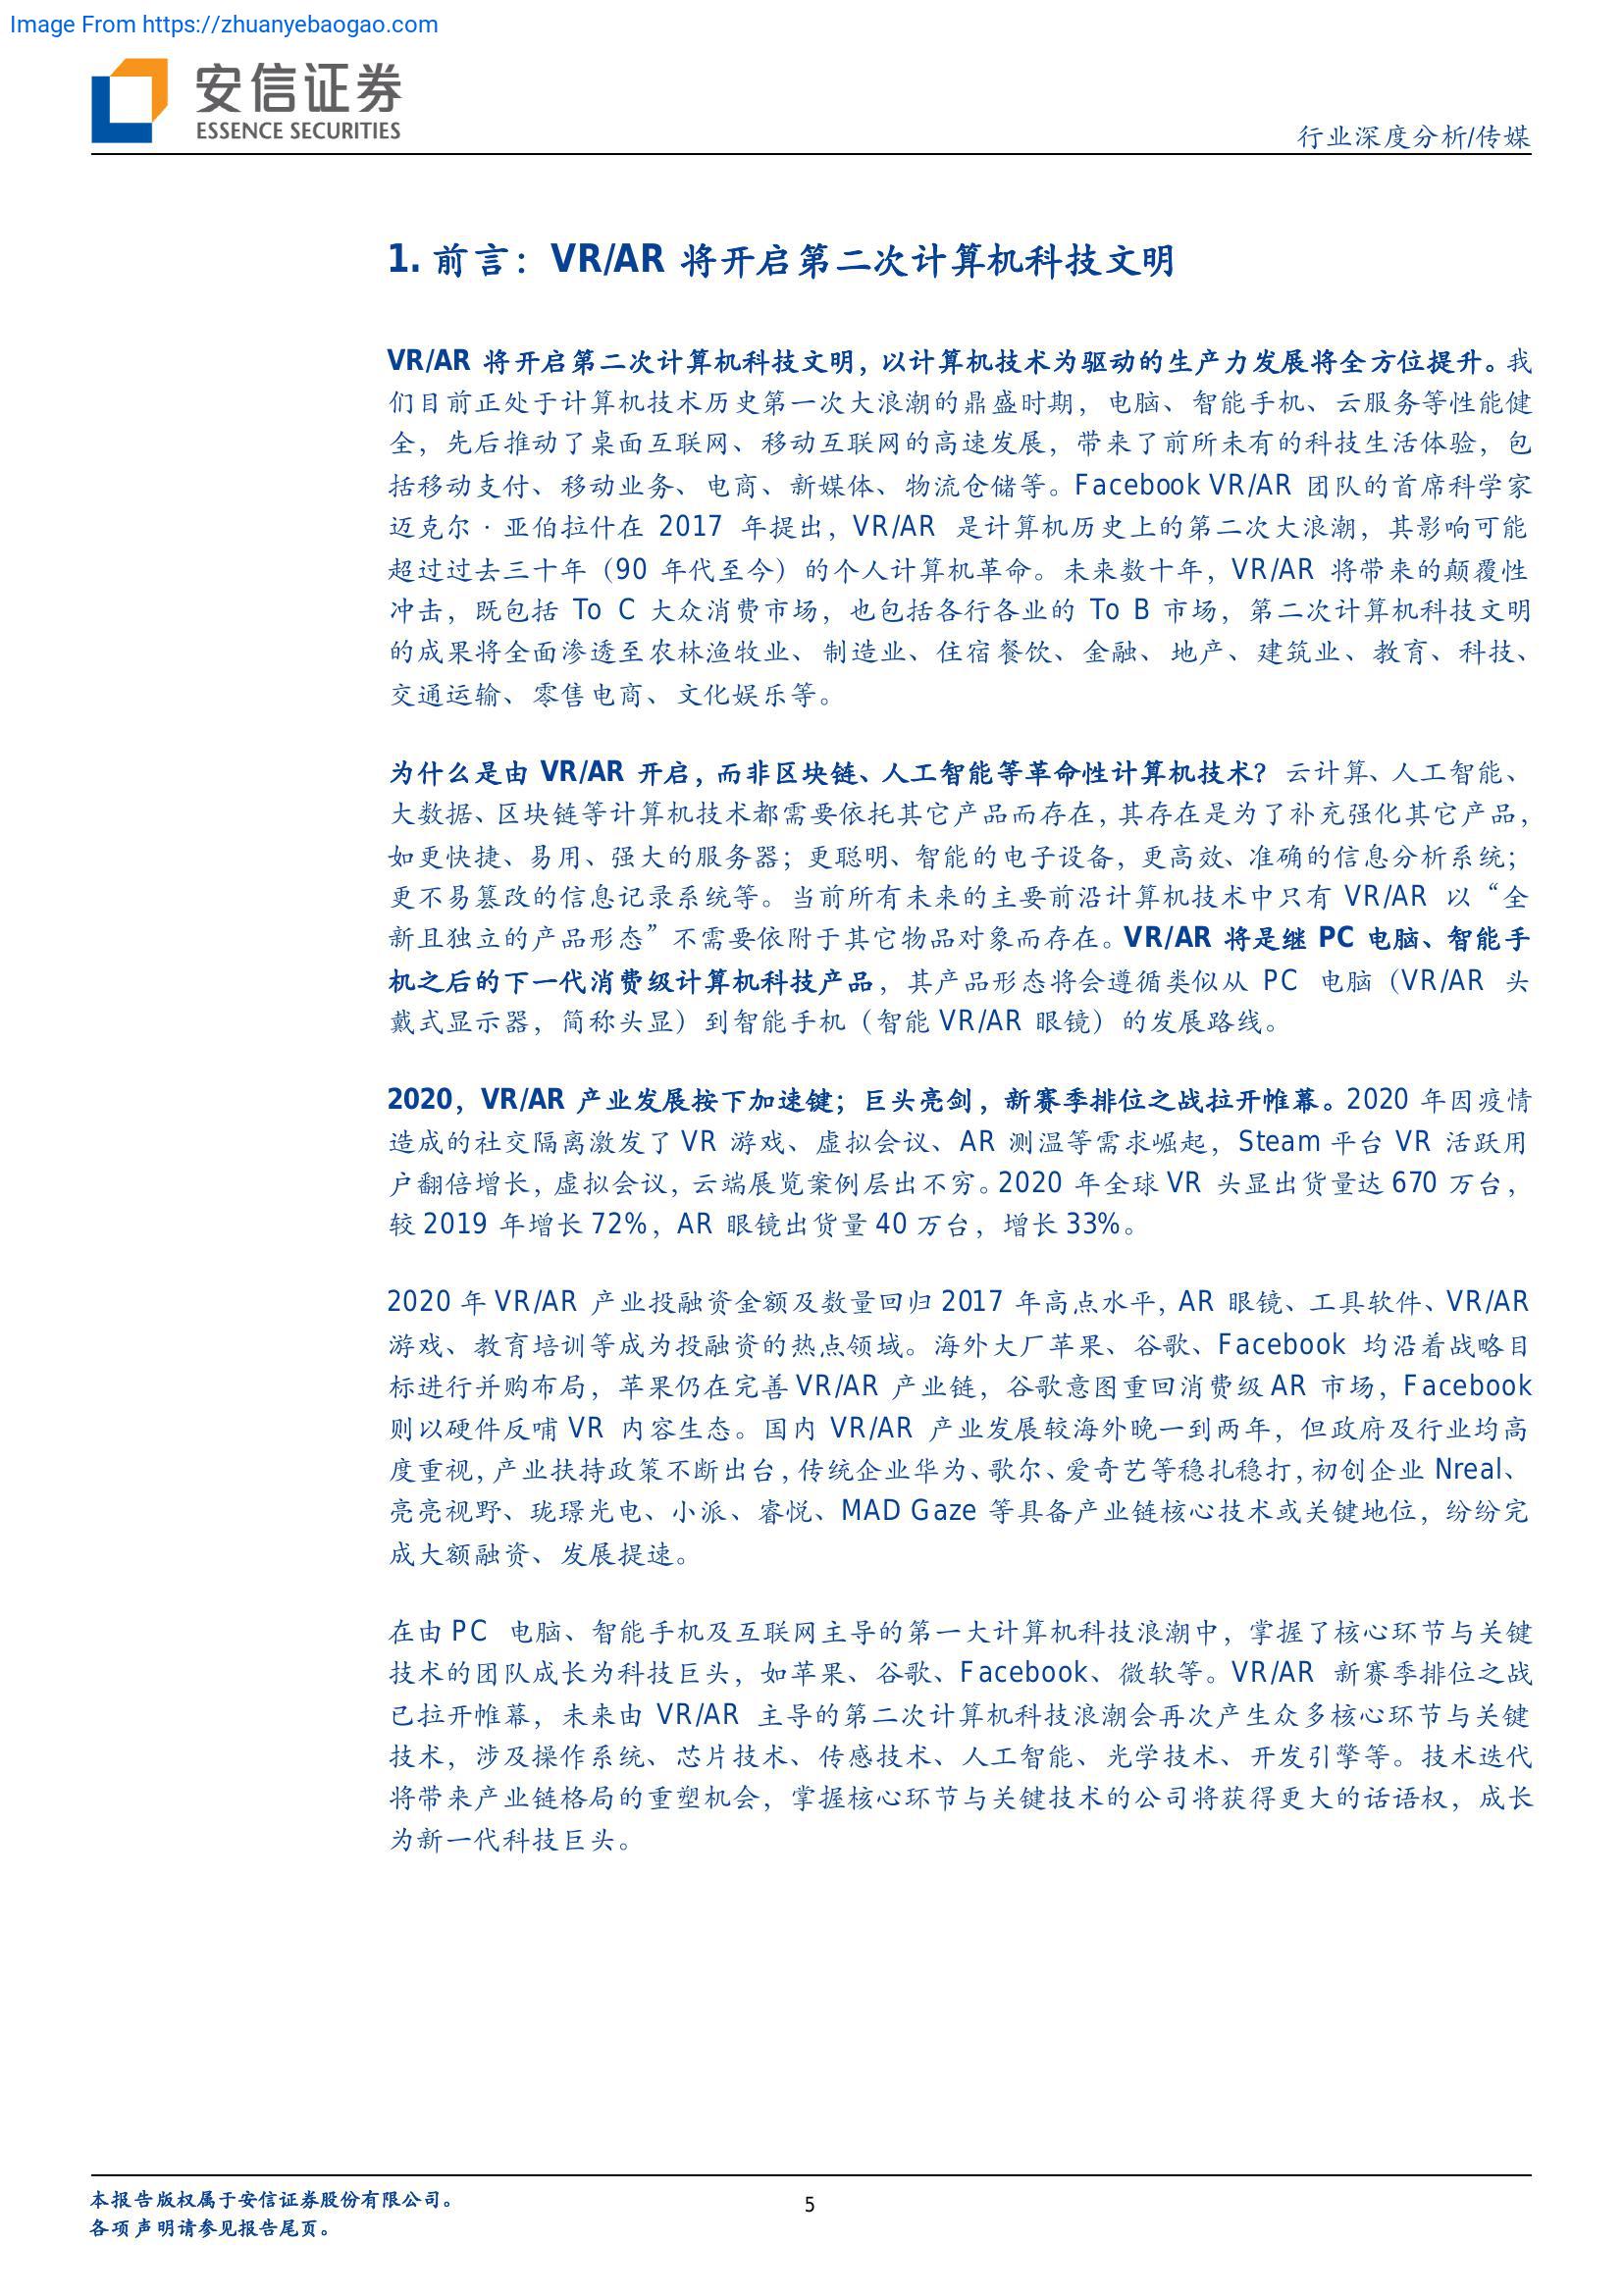 Image From https://zhuanyebaogao.com
安信证券
ESSENCE SECURITIES
行业深度分析/传媒
1. 前言：VR/AR 将开启第二次计算机科技文明
VR/AR 将开启第二次计算机科技文明，以计算机技术为驱动的生产力发展将全方位提升。我
们目前正处于计算机技术历史第一次大浪潮的鼎盛时期，电脑、智能手机、云服务等性能健
全，先后推动了桌面互联网、移动互联网的高速发展，带来了前所未有的科技生活体验，包
括移动支付、移动业务、电商、新媒体、物流仓储等。Facebook VR/AR 团队的首席科学家
迈克尔·亚伯拉什在 2017 年提出，VR/AR 是计算机历史上的第二次大浪潮，其影响可能
超过过去三十年（90 年代至今）的个人计算机革命。未来数十年，VR/AR 将带来的颠覆性
冲击，既包括 To C 大众消费市场，也包括各行各业的 To B 市场，第二次计算机科技文明
的成果将全面渗透至农林渔牧业、制造业、住宿餐饮、金融、地产、建筑业、教育、科技、
交通运输、零售电商、文化娱乐等。
为什么是由 VR/AR 开启，而非区块链、人工智能等革命性计算机技术？云计算、人工智能、
大数据、区块链等计算机技术都需要依托其它产品而存在，其存在是为了补充强化其它产品，
如更快捷、易用、强大的服务器；更聪明、智能的电子设备，更高效、准确的信息分析系统；
更不易篡改的信息记录系统等。当前所有未来的主要前沿计算机技术中只有 VR/AR 以“全
新且独立的产品形态”不需要依附于其它物品对象而存在。VR/AR 将是继 PC 电脑、智能手
机之后的下一代消费级计算机科技产品，其产品形态将会遵循类似从 PC 电脑（VR/AR 头
戴式显示器，简称头显）到智能手机（智能 VR/AR 眼镜）的发展路线。
2020，VR/AR 产业发展按下加速键；巨头亮剑，新赛季排位之战拉开帷幕。2020 年因疫情
造成的社交隔离激发了 VR 游戏、虚拟会议、AR 测温等需求崛起，Steam 平台 VR 活跃用
户翻倍增长，虚拟会议，云端展览案例层出不穷。2020 年全球 VR 头显出货量达 670 万台，
较 2019 年增长 72%，AR 眼镜出货量 40 万台，增长 33%。
2020 年 VR/AR 产业投融资金额及数量回归 2017 年高点水平，AR 眼镜、工具软件、VR/AR
游戏、教育培训等成为投融资的热点领域。海外大厂苹果、谷歌、Facebook 均沿着战略目
标进行并购布局，苹果仍在完善 VR/AR 产业链，谷歌意图重回消费级 AR 市场，Facebook
则以硬件反哺 VR 内容生态。国内 VR/AR 产业发展较海外晚一到两年，但政府及行业均高
度重视，产业扶持政策不断出台，传统企业华为、歌尔、爱奇艺等稳扎稳打，初创企业 Nreal、
亮亮视野、珑璟光电、小派、睿悦、MAD Gaze 等具备产业链核心技术或关键地位，纷纷完
成大额融资、发展提速。
在由 PC 电脑、智能手机及互联网主导的第一大计算机科技浪潮中，掌握了核心环节与关键
技术的团队成长为科技巨头，如苹果、谷歌、Facebook、微软等。VR/AR 新赛季排位之战
已拉开帷幕，未来由 VR/AR 主导的第二次计算机科技浪潮会再次产生众多核心环节与关键
技术，涉及操作系统、芯片技术、传感技术、人工智能、光学技术、开发引擎等。技术迭代
将带来产业链格局的重塑机会，掌握核心环节与关键技术的公司将获得更大的话语权，成长
为新一代科技巨头。
本报告版权属于安信证券股份有限公司。
5
各项声明请参见报告尾页。